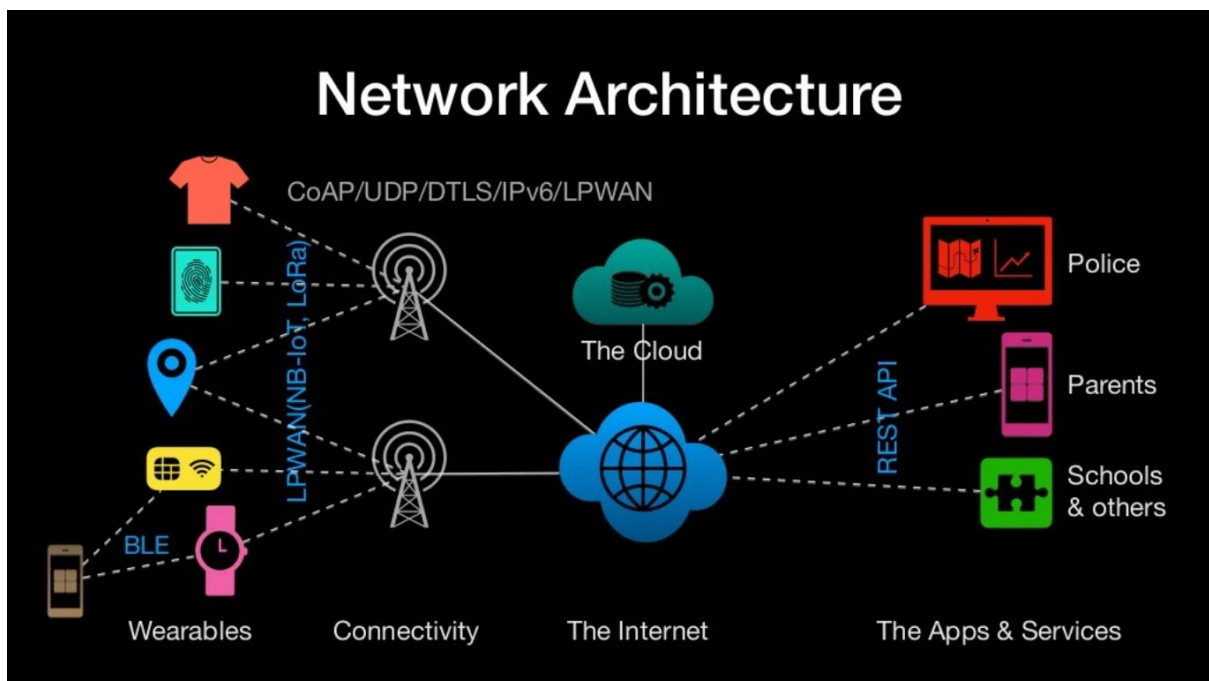 Network Architecture
CoAP/UDP/DTLS/IPv6/LPWAN
LPWAN(NB-IoT, LoRa)
The Cloud
REST API
Police
Parents
Schools
& others
BLE
Wearables
Connectivity
The Internet
The Apps & Services